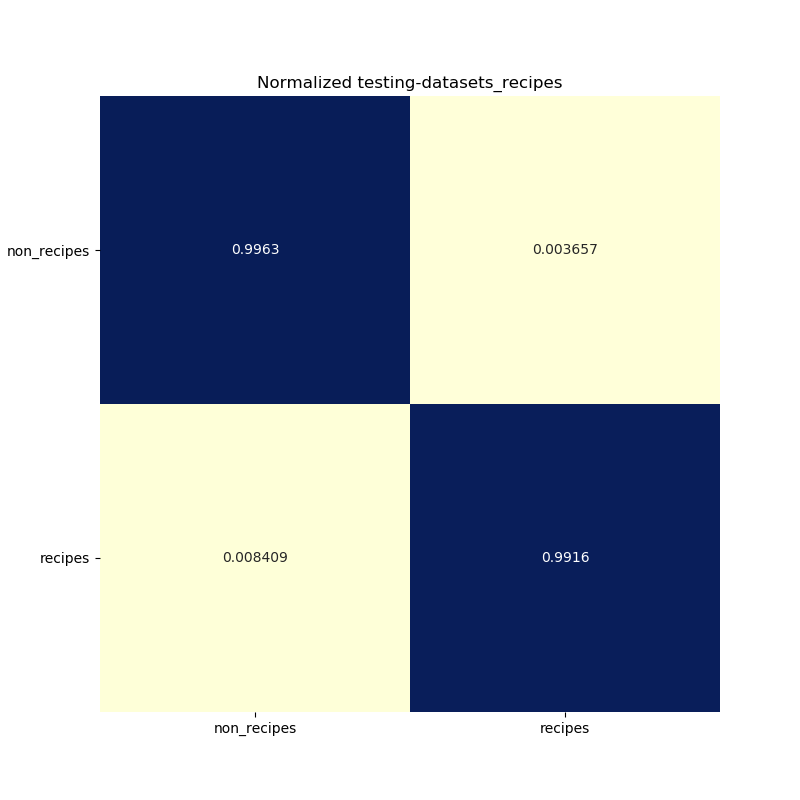 Normalized testing-datasets_recipes
non_recipes
0.9963
0.003657
recipes
0.008409
0.9916
non_recipes
recipes